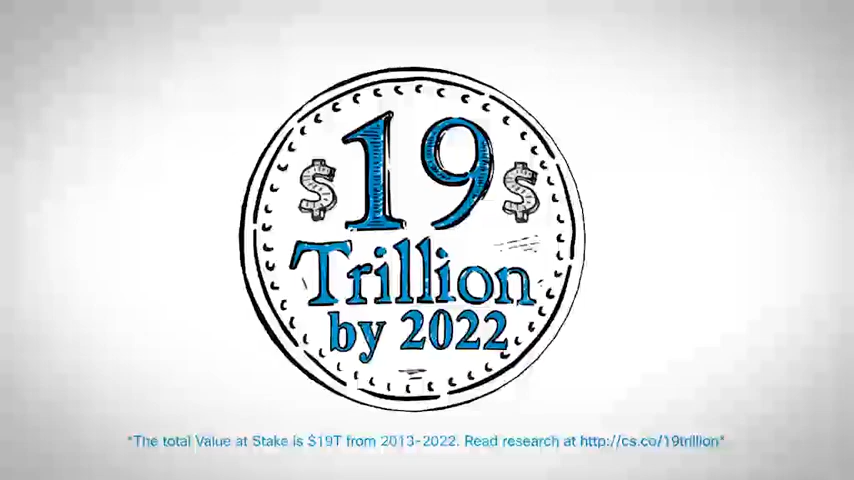 $ 19 $
Trillion
by 2022
*The total Value at Stake is $19T from 2013-2022. Read research at http://cs.co/19trillion*